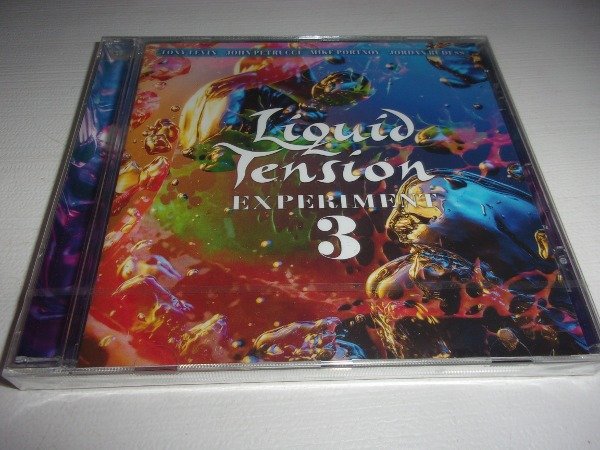 TONY LEVIN · JOHN PETRUCCI · MIKE PORTNOY · JORDAN RUDESS
Liquid
Tension
EXPERIMENT
3